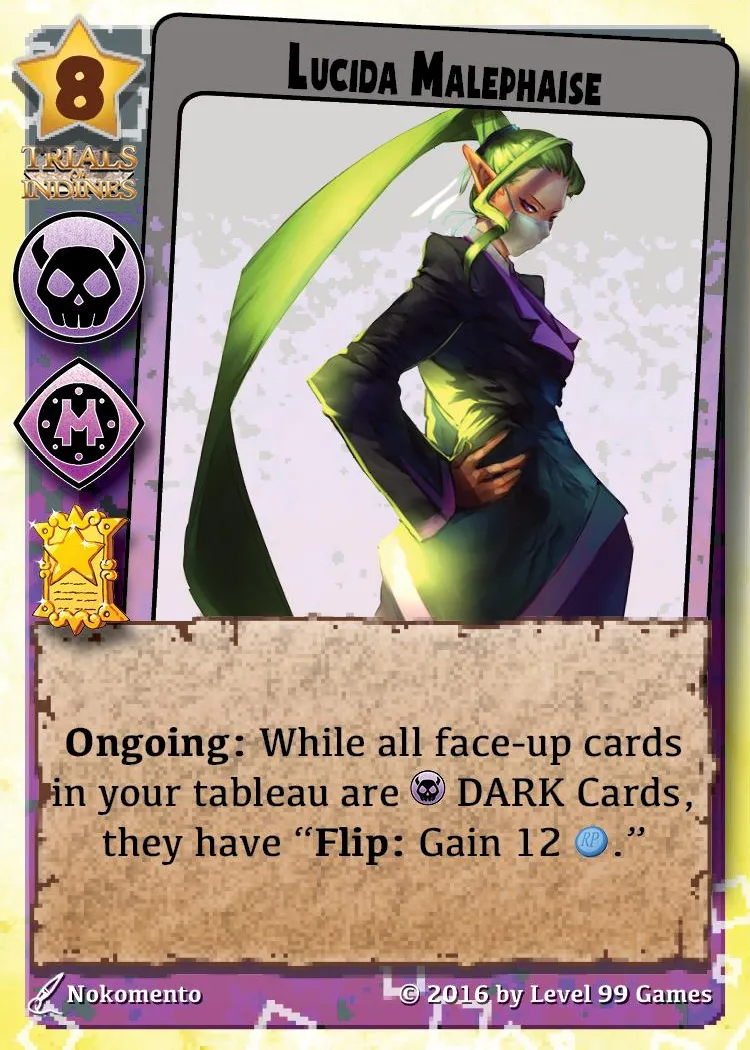 8
LUCIDA MALEPHAISE
TRIALS
of
INDINES
M
Ongoing: While all face-up cards
in your tableau are DARK Cards,
they have “Flip: Gain 12 RP.”
Nokomento
© 2016 by Level 99 Games